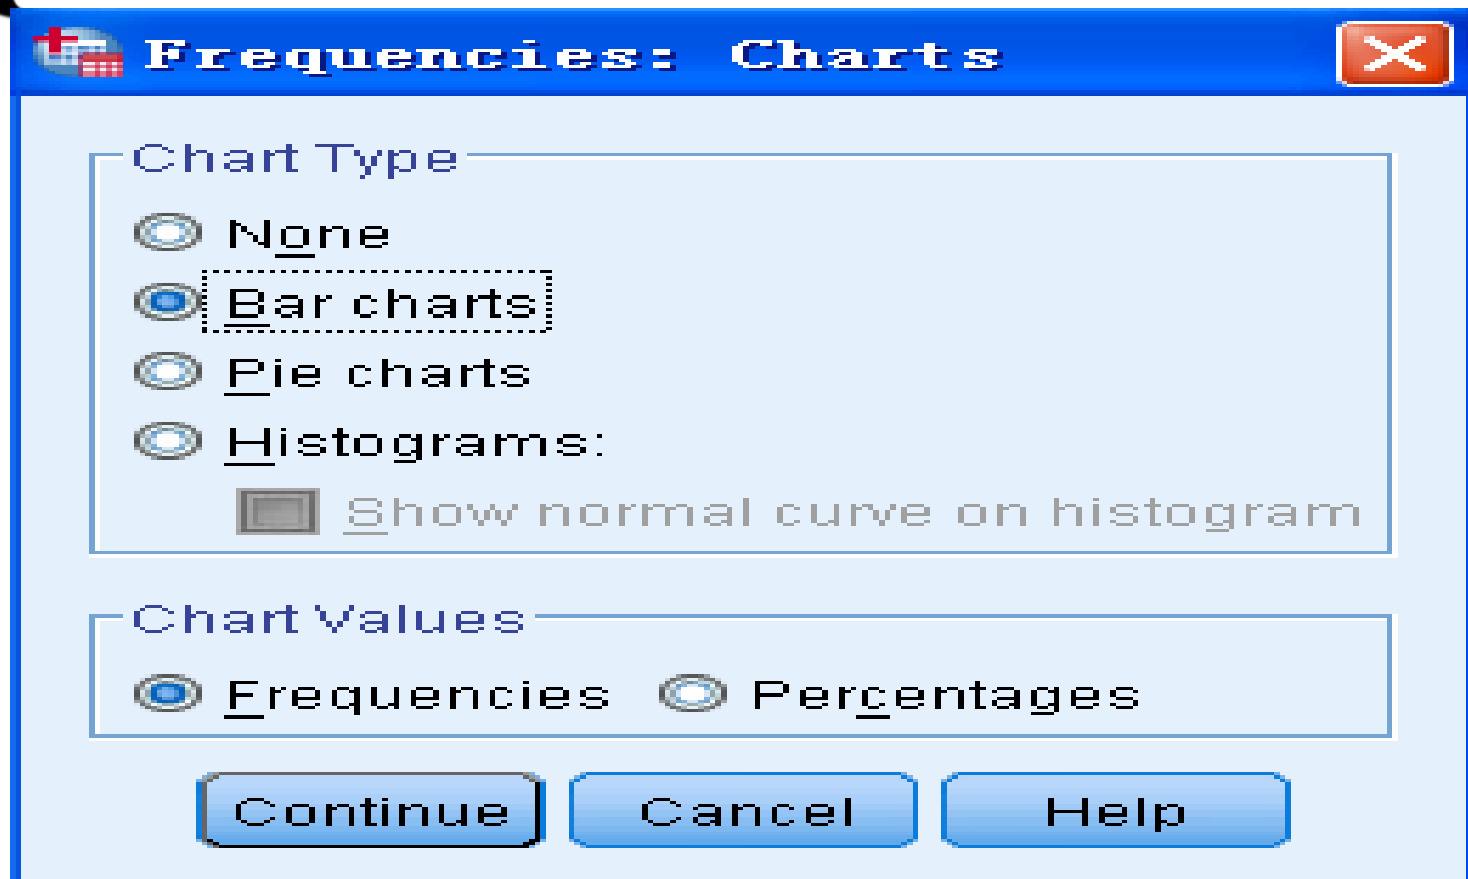 Frequencies: Charts
Chart Type
None
Bar charts
Pie charts
Histograms:
Show normal curve on histogram
Chart Values
Frequencies Percentages
Continue Cancel Help